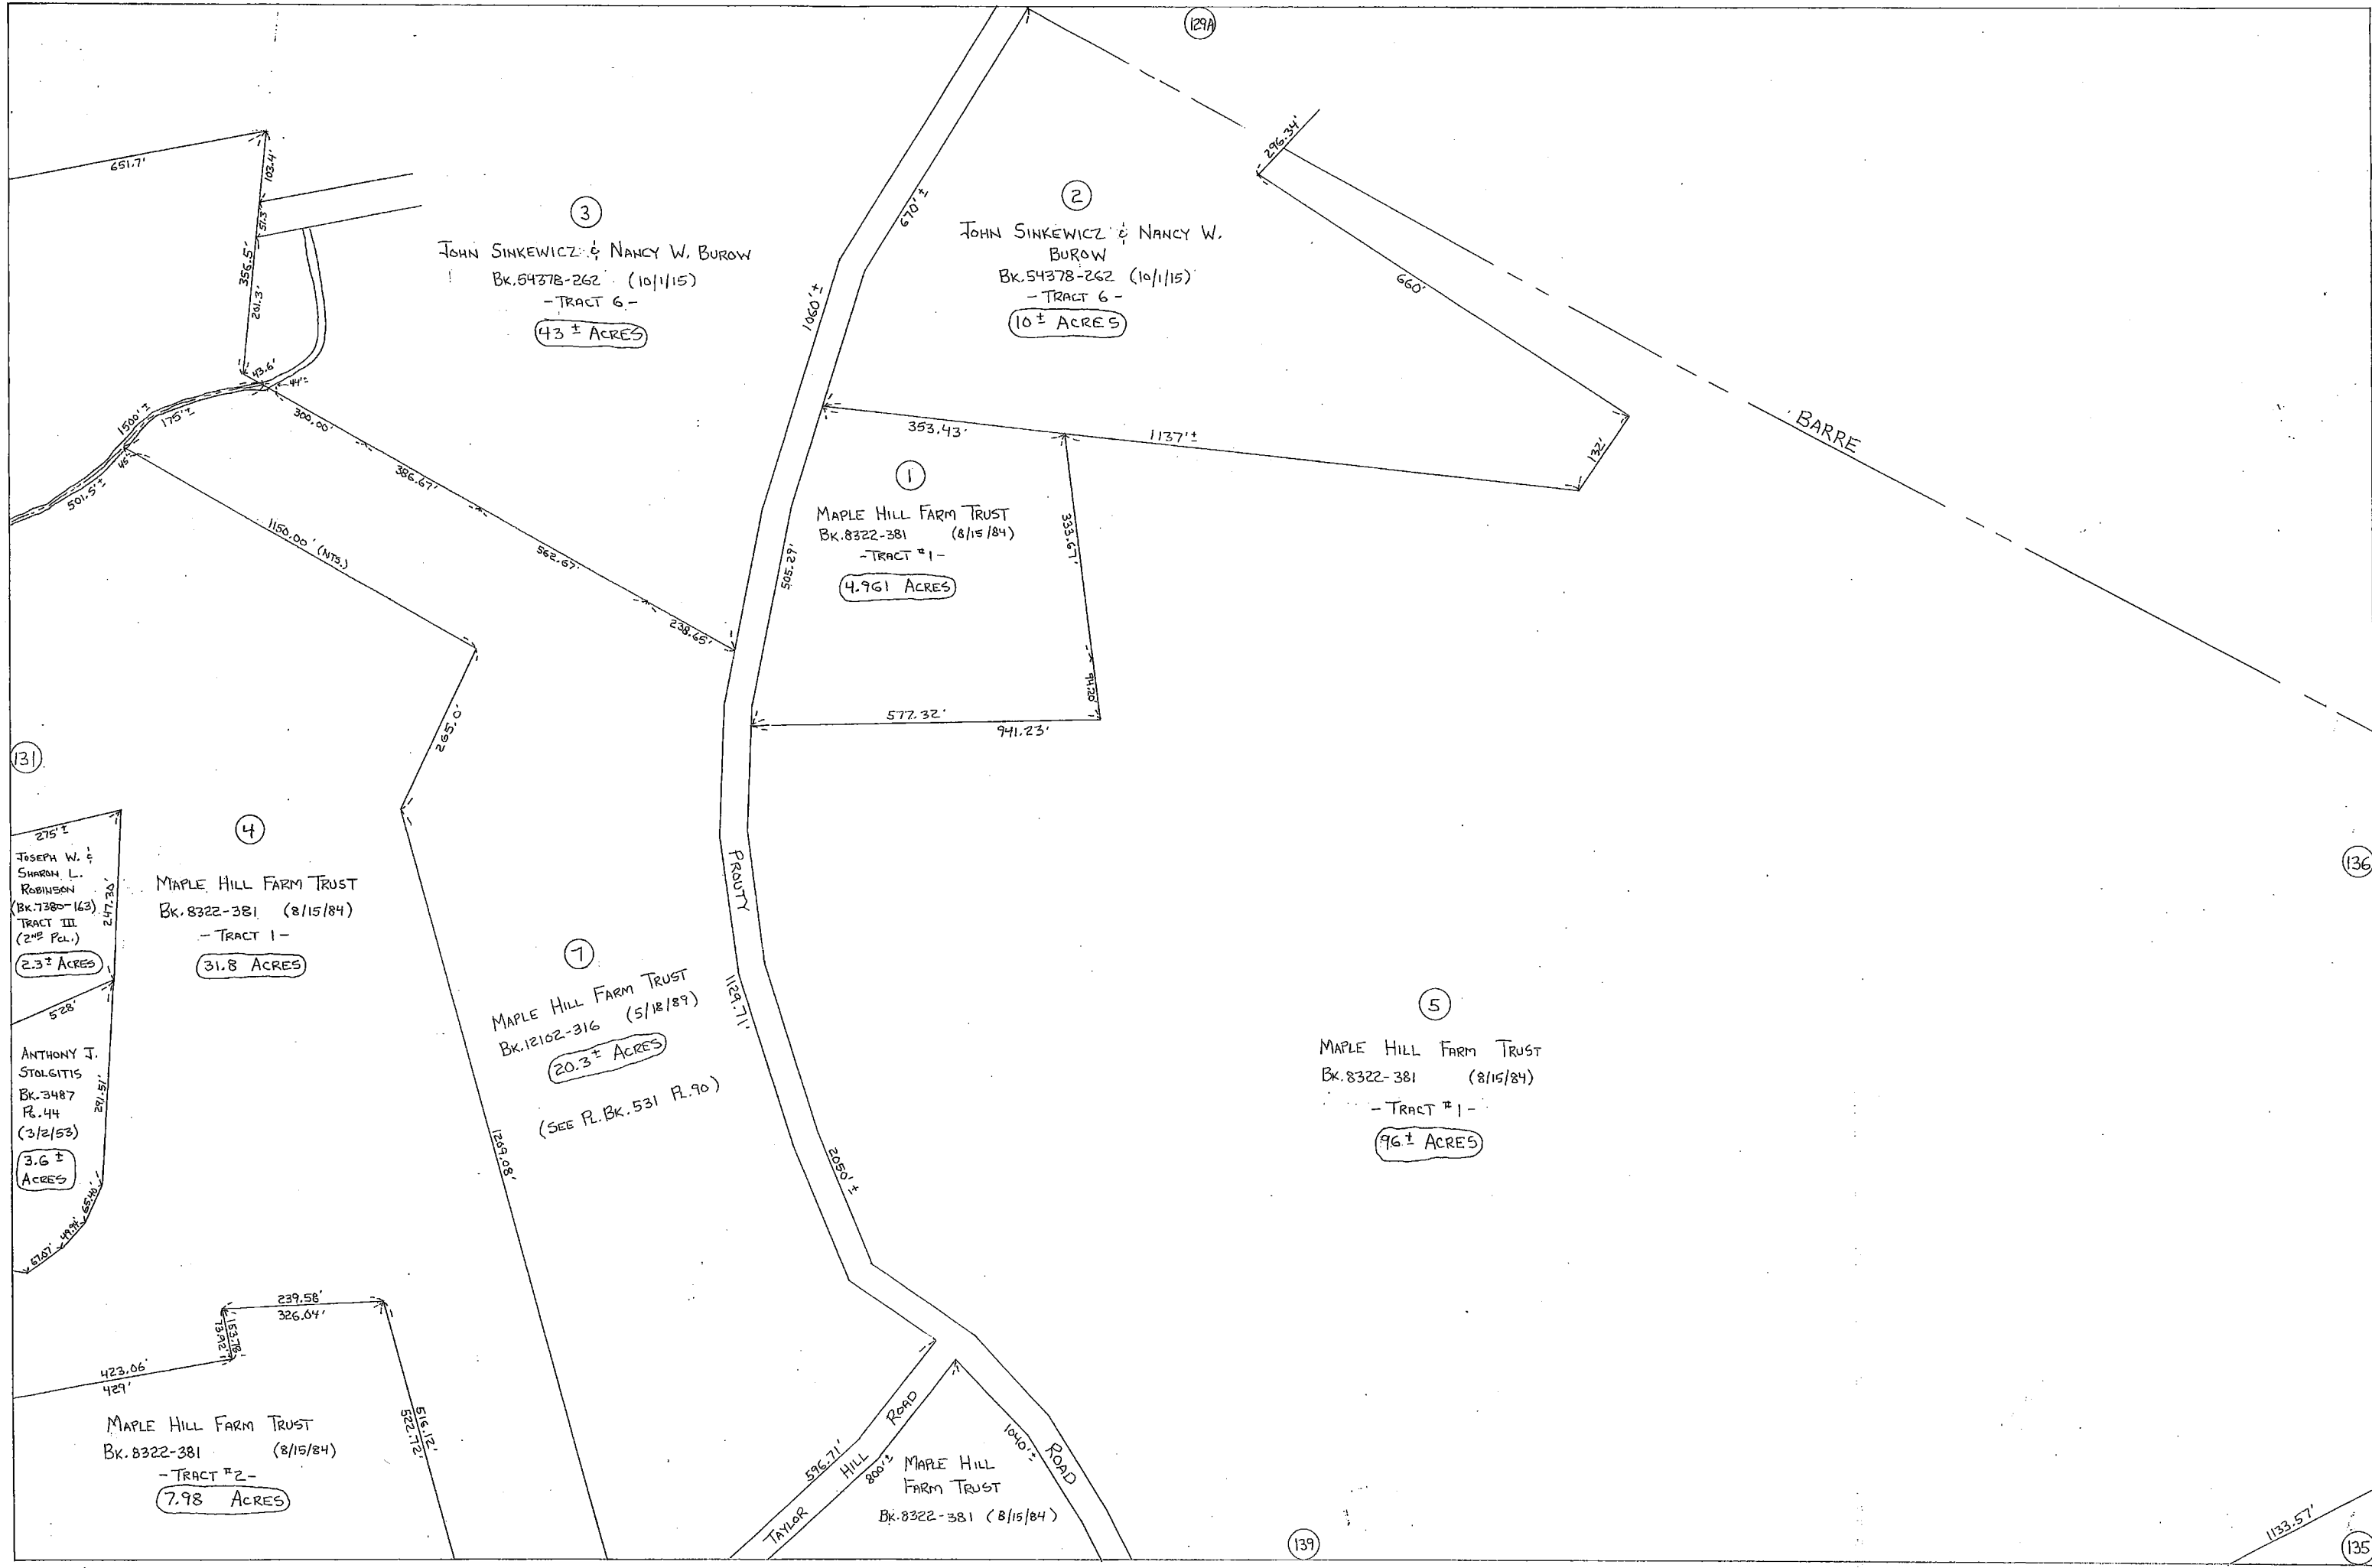 129A
651.7'
103.4'
51.3'
356.5'
201.3'
43.6'
44'±
1500'±
175'±
45'
501.5'±
300.00'
386.67'
562.67'
238.65'
1150.00' (NTS.)
265.0'
3
JOHN SINKEWICZ & NANCY W. BUROW
BK.54378-262 (10/1/15)
-TRACT 6-
43± ACRES
1060'±
670'±
2
JOHN SINKEWICZ & NANCY W.
BUROW
BK.54378-262 (10/1/15)
-TRACT 6-
10± ACRES
296.34'
660'
132'
1137'±
353.43'
BARRE
1
MAPLE HILL FARM TRUST
BK.8322-381 (8/15/84)
-TRACT #1-
4.961 ACRES
505.29'
333.67'
94.20'
577.32'
941.23'
131
136
275'±
JOSEPH W. &
SHARON L.
ROBINSON
(BK.7380-163)
TRACT III
(2ND PCL.)
2.3± ACRES
247.30'
528'
ANTHONY J.
STOLGITIS
BK.3487
PG.44
(3/2/53)
3.6±
ACRES
291.51'
65.40'
49.94'
67.07'
4
MAPLE HILL FARM TRUST
BK.8322-381 (8/15/84)
-TRACT 1-
31.8 ACRES
7
MAPLE HILL FARM TRUST
BK.12102-316 (5/18/89)
20.3± ACRES
(SEE PL.BK.531 PL.90)
1269.08'
PROUTY
1129.71'
2050'±
5
MAPLE HILL FARM TRUST
BK.8322-381 (8/15/84)
-TRACT #1-
96± ACRES
239.58'
326.04'
153.78'
73.92'
423.06'
429'
516.12'
522.72'
MAPLE HILL FARM TRUST
BK.8322-381 (8/15/84)
-TRACT #2-
7.98 ACRES
596.71'
TAYLOR HILL ROAD
800'±
MAPLE HILL
FARM TRUST
BK.8322-381 (8/15/84)
1040'±
ROAD
139
1133.57'
135